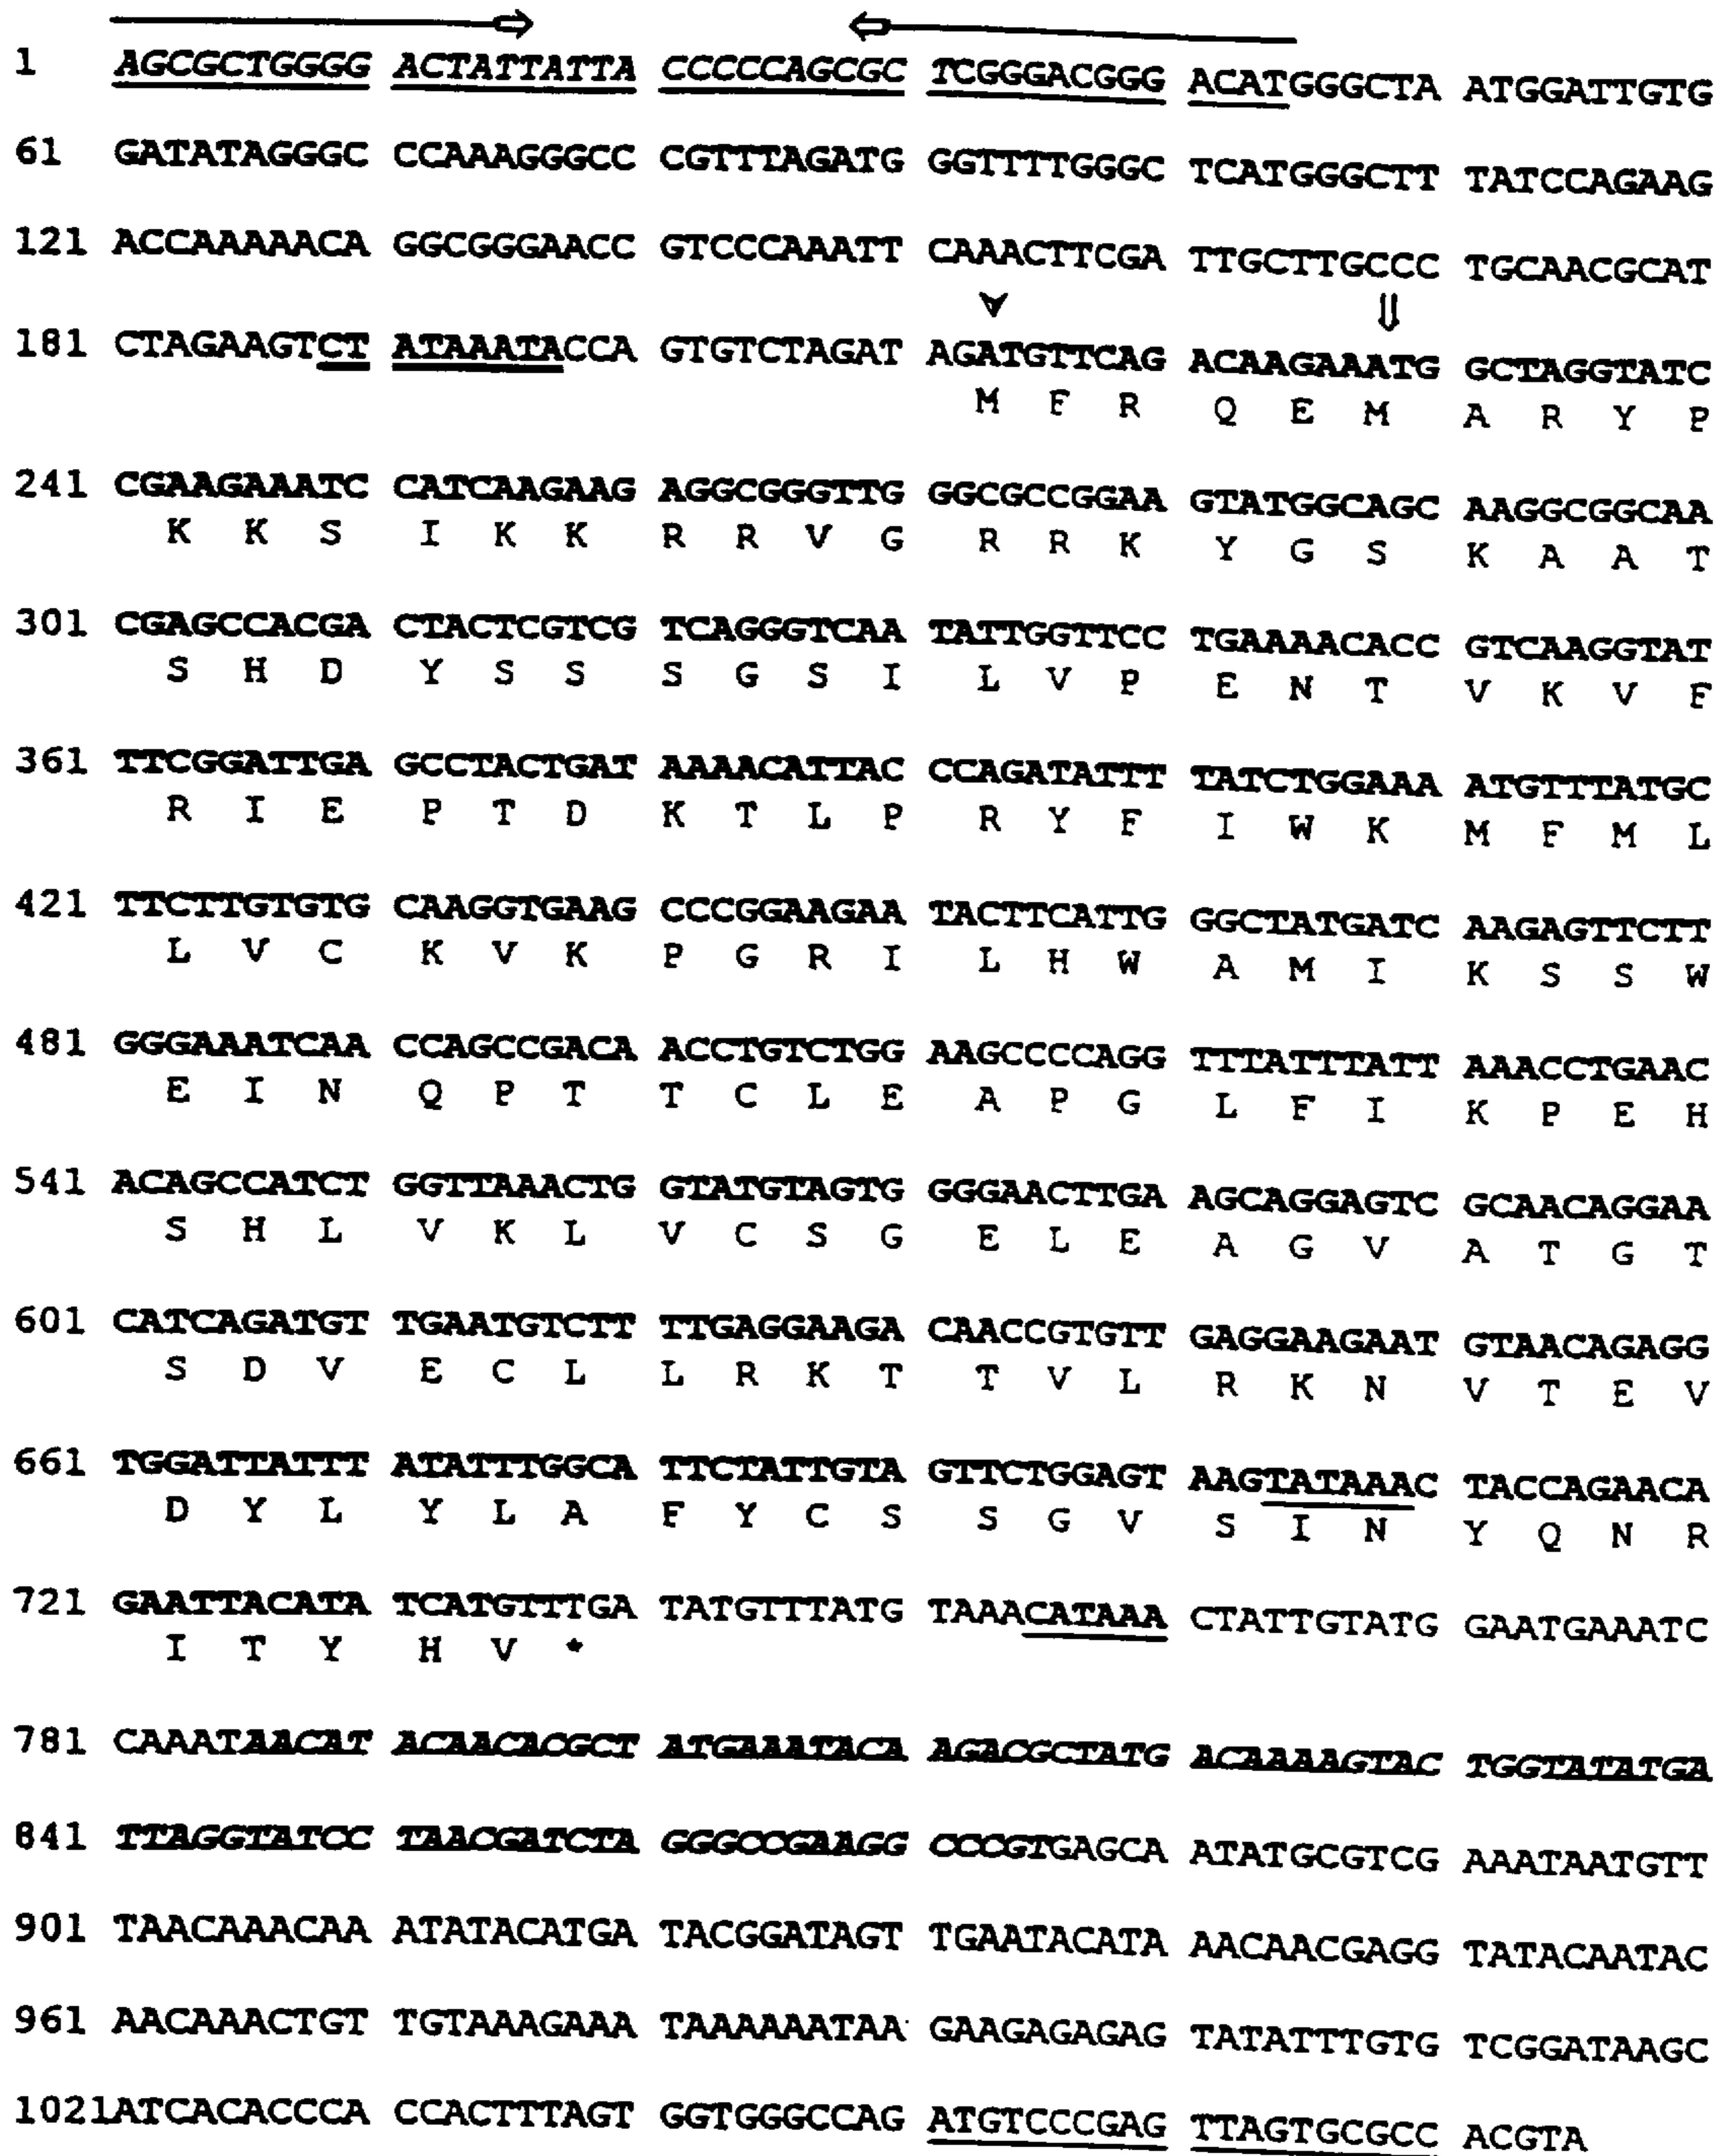 1 AGCGCTGGGG ACTATTATTA CCCCCAGCGC TCGGGACGGG ACATGGGCTA ATGGATTGTG
61 GATATAGGGC CCAAAGGGCC CGTTTAGATG GGTTTTGGGC TCATGGGCTT TATCCAGAAG
121 ACCAAAAACA GGCGGGAACC GTCCCAAATT CAAACTTCGA TTGCTTGCCC TGCAACGCAT
181 CTAGAAGTCT ATAAATACCA GTGTCTAGAT AGATGTTCAG ACAAGAAATG GCTAGGTATC
M F R Q E M A R Y P
241 CGAAGAAATC CATCAAGAAG AGGCGGGTTG GGCGCCGGAA GTATGGCAGC AAGGCGGCAA
K K S I K K R R V G R R K Y G S K A A T
301 CGAGCCACGA CTACTCGTCG TCAGGGTCAA TATTGGTTCC TGAAAACACC GTCAAGGTAT
S H D Y S S S G S I L V P E N T V K V F
361 TTCGGATTGA GCCTACTGAT AAAACATTAC CCAGATATTT TATCTGGAAA ATGTTTATGC
R I E P T D K T L P R Y F I W K M F M L
421 TTCTTGTGTG CAAGGTGAAG CCCGGAAGAA TACTTCATTG GGCTATGATC AAGAGTTCTT
L V C K V K P G R I L H W A M I K S S W
481 GGGAAATCAA CCAGCCGACA ACCTGTCTGG AAGCCCCAGG TTTATTTATT AAACCTGAAC
E I N Q P T T C L E A P G L F I K P E H
541 ACAGCCATCT GGTTAAACTG GTATGTAGTG GGGAACTTGA AGCAGGAGTC GCAACAGGAA
S H L V K L V C S G E L E A G V A T G T
601 CATCAGATGT TGAATGTCTT TTGAGGAAGA CAACCGTGTT GAGGAAGAAT GTAACAGAGG
S D V E C L L R K T T V L R K N V T E V
661 TGGATTATTT ATATTTGGCA TTCTATTGTA GTTCTGGAGT AAGTATAAAC TACCAGAACA
D Y L Y L A F Y C S S G V S I N Y Q N R
721 GAATTACATA TCATGTTTGA TATGTTTATG TAAACATAAA CTATTGTATG GAATGAAATC
I T Y H V *
781 CAAATAACAT ACAACACGCT ATGAAATACA AGACGCTATG ACAAAAGTAC TGGTATATGA
841 TTAGGTATCC TAACGATCTA GGGCCGAAGG CCCGTGAGCA ATATGCGTCG AAATAATGTT
901 TAACAAACAA ATATACATGA TACGGATAGT TGAATACATA AACAACGAGG TATACAATAC
961 AACAAACTGT TGTAAAGAAA TAAAAAATAA GAAGAGAGAG TATATTTGTG TCGGATAAGC
1021ATCACACCCA CCACTTTAGT GGTGGGCCAG ATGTCCCGAG TTAGTGCGCC ACGTA